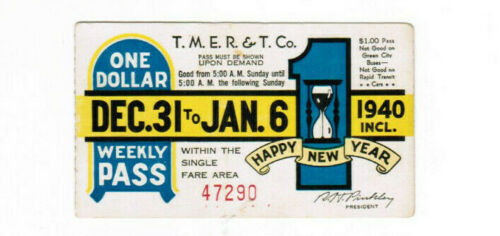 ONE
DOLLAR
T.M.E.R. & T. Co.
PASS MUST BE SHOWN
UPON DEMAND
Good from 5:00 A. M. Sunday until
5:00 A. M. the following Sunday
1
$1.00 Pass
Not Good on
Green City
Buses—
Not Good on
Rapid Transit
Cars
DEC. 31 TO JAN. 6
1940
INCL.
WEEKLY
PASS
WITHIN THE
SINGLE
FARE AREA
47290
HAPPY NEW YEAR
PRESIDENT